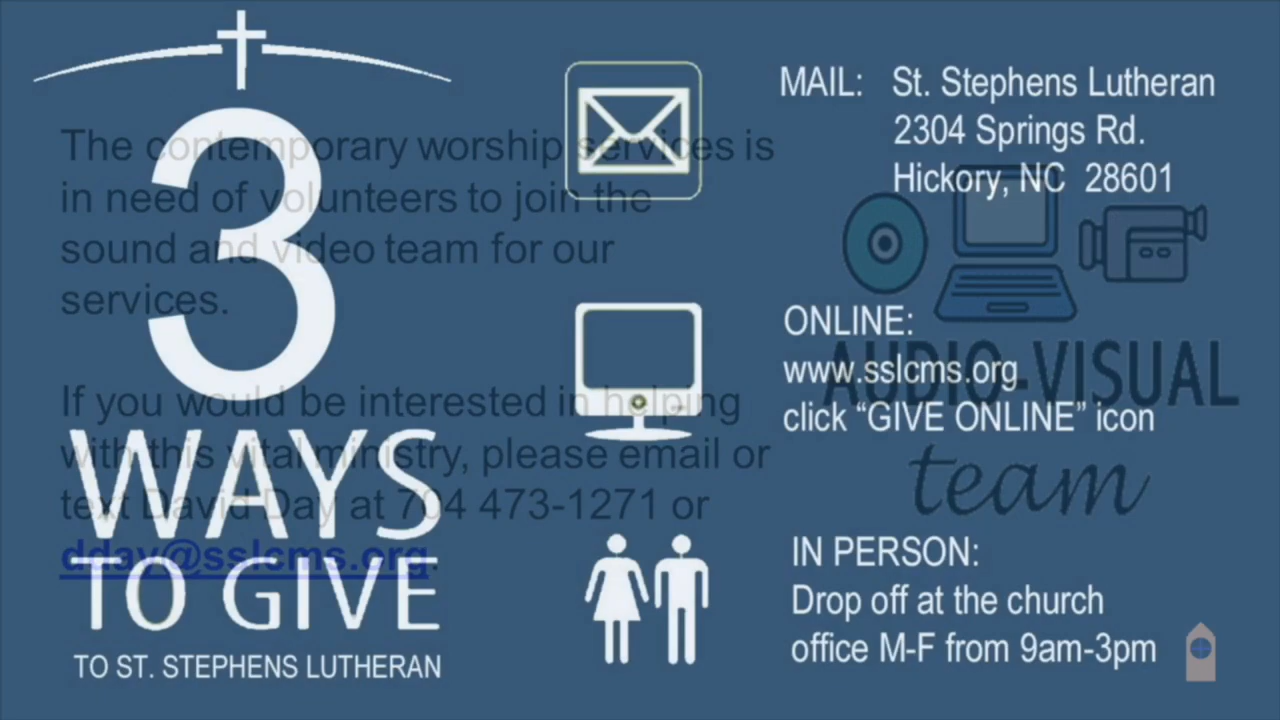 3
WAYS
TO GIVE
TO ST. STEPHENS LUTHERAN
MAIL: St. Stephens Lutheran
2304 Springs Rd.
Hickory, NC 28601
ONLINE:
www.sslcms.org
click “GIVE ONLINE” icon
IN PERSON:
Drop off at the church
office M-F from 9am-3pm
The contemporary worship services is
in need of volunteers to join the
sound and video team for our
services.
If you would be interested in helping
with this vital ministry, please email or
text David Day at 704 473-1271 or
dday@sslcms.org.
AUDIO-VISUAL
team